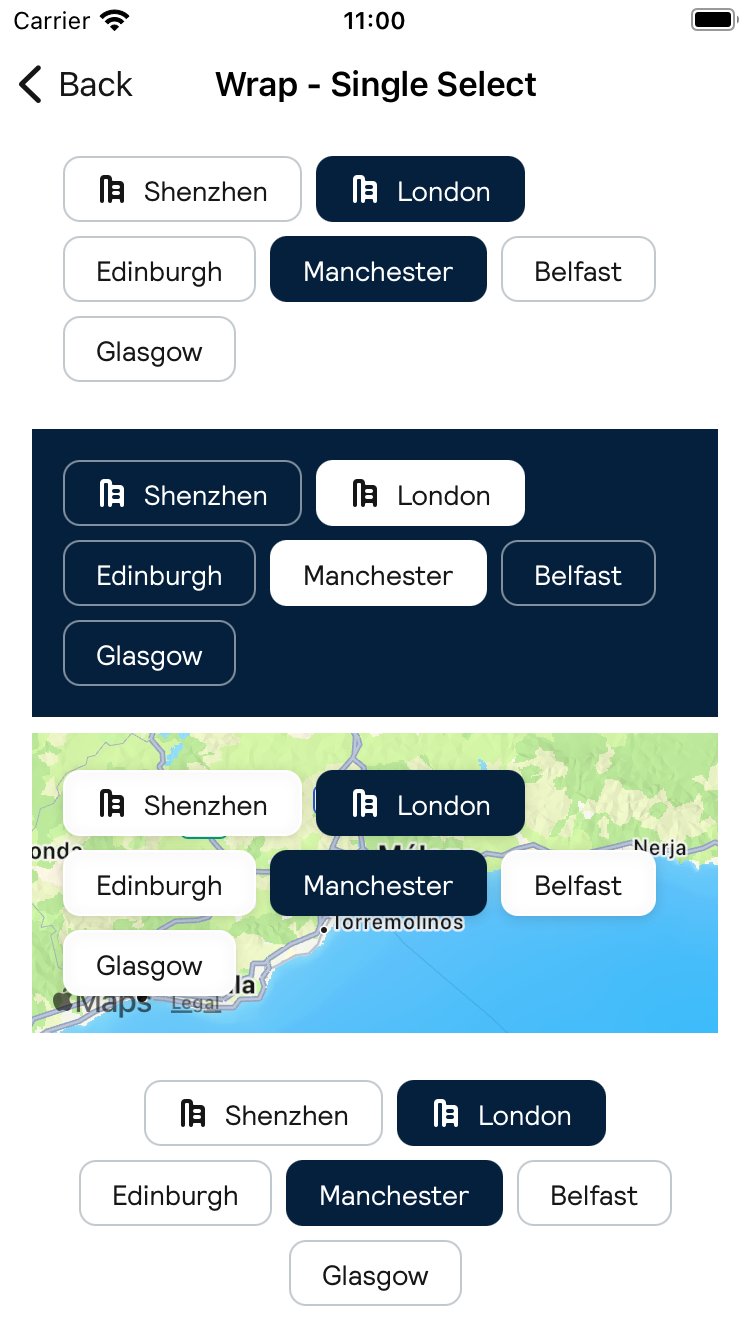 Carrier 11:00
Back Wrap - Single Select
Shenzhen London
Edinburgh Manchester Belfast
Glasgow
Shenzhen London
Edinburgh Manchester Belfast
Glasgow
Shenzhen London
Nerja
Edinburgh Manchester Belfast
Torremolinos
Glasgow
Maps Legal
Shenzhen London
Edinburgh Manchester Belfast
Glasgow